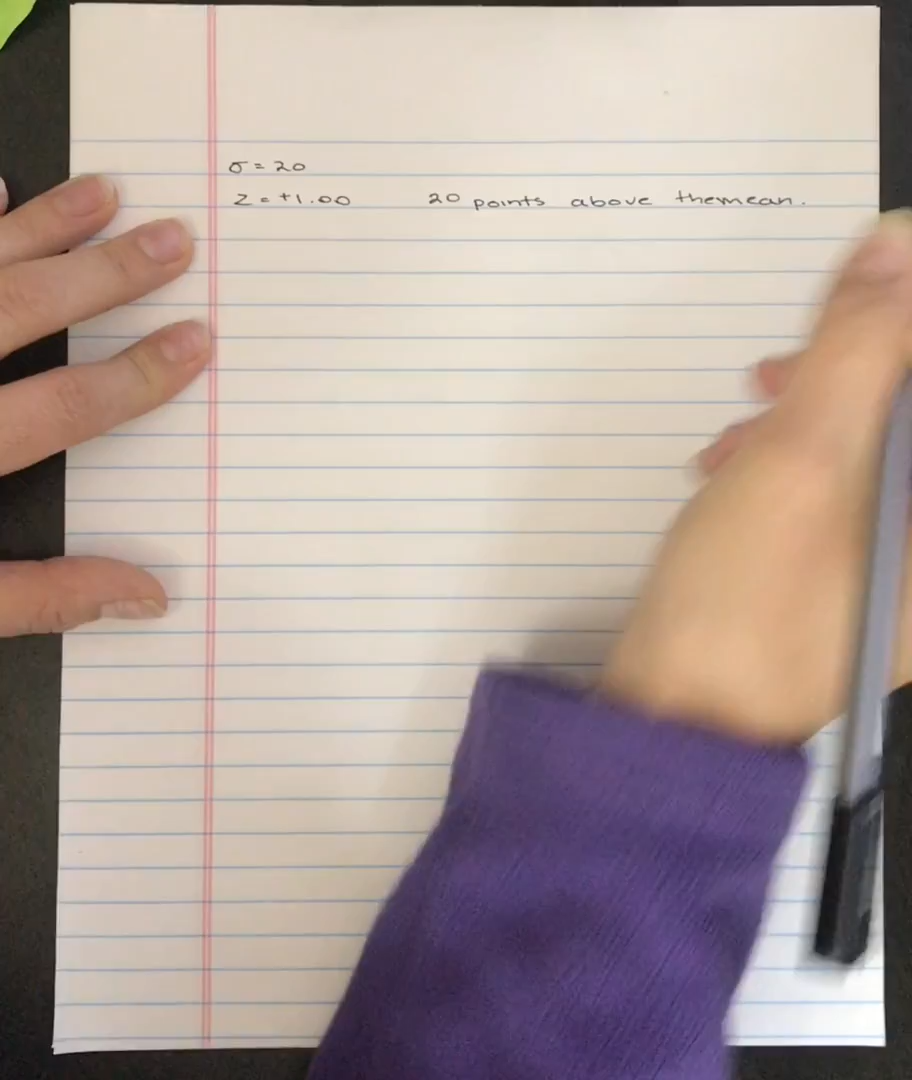 σ = 20
z = +1.00 20 points above themean.